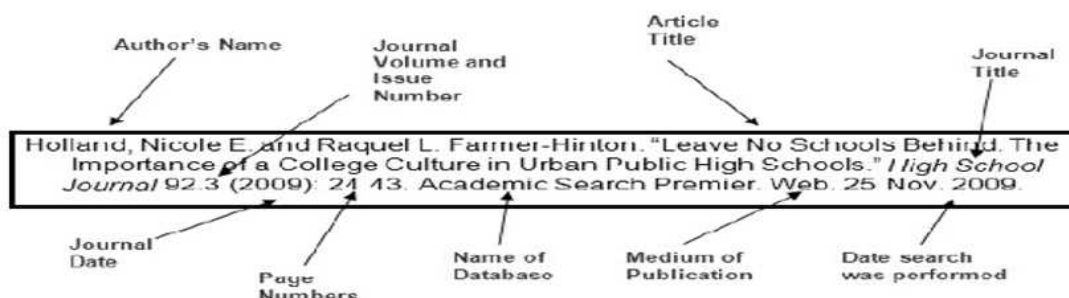 Author's Name
Journal
Volume and
Issue
Number
Article
Title
Journal
Title
Holland, Nicole E. and Raquel L. Farmer-Hinton. "Leave No Schools Behind. The
Importance of a College Culture in Urban Public High Schools." High School
Journal 92.3 (2009): 24 43. Academic Search Premier. Web. 25 Nov. 2009.
Journal
Date
Page
Numbers
Name of
Database
Medium of
Publication
Date search
was performed